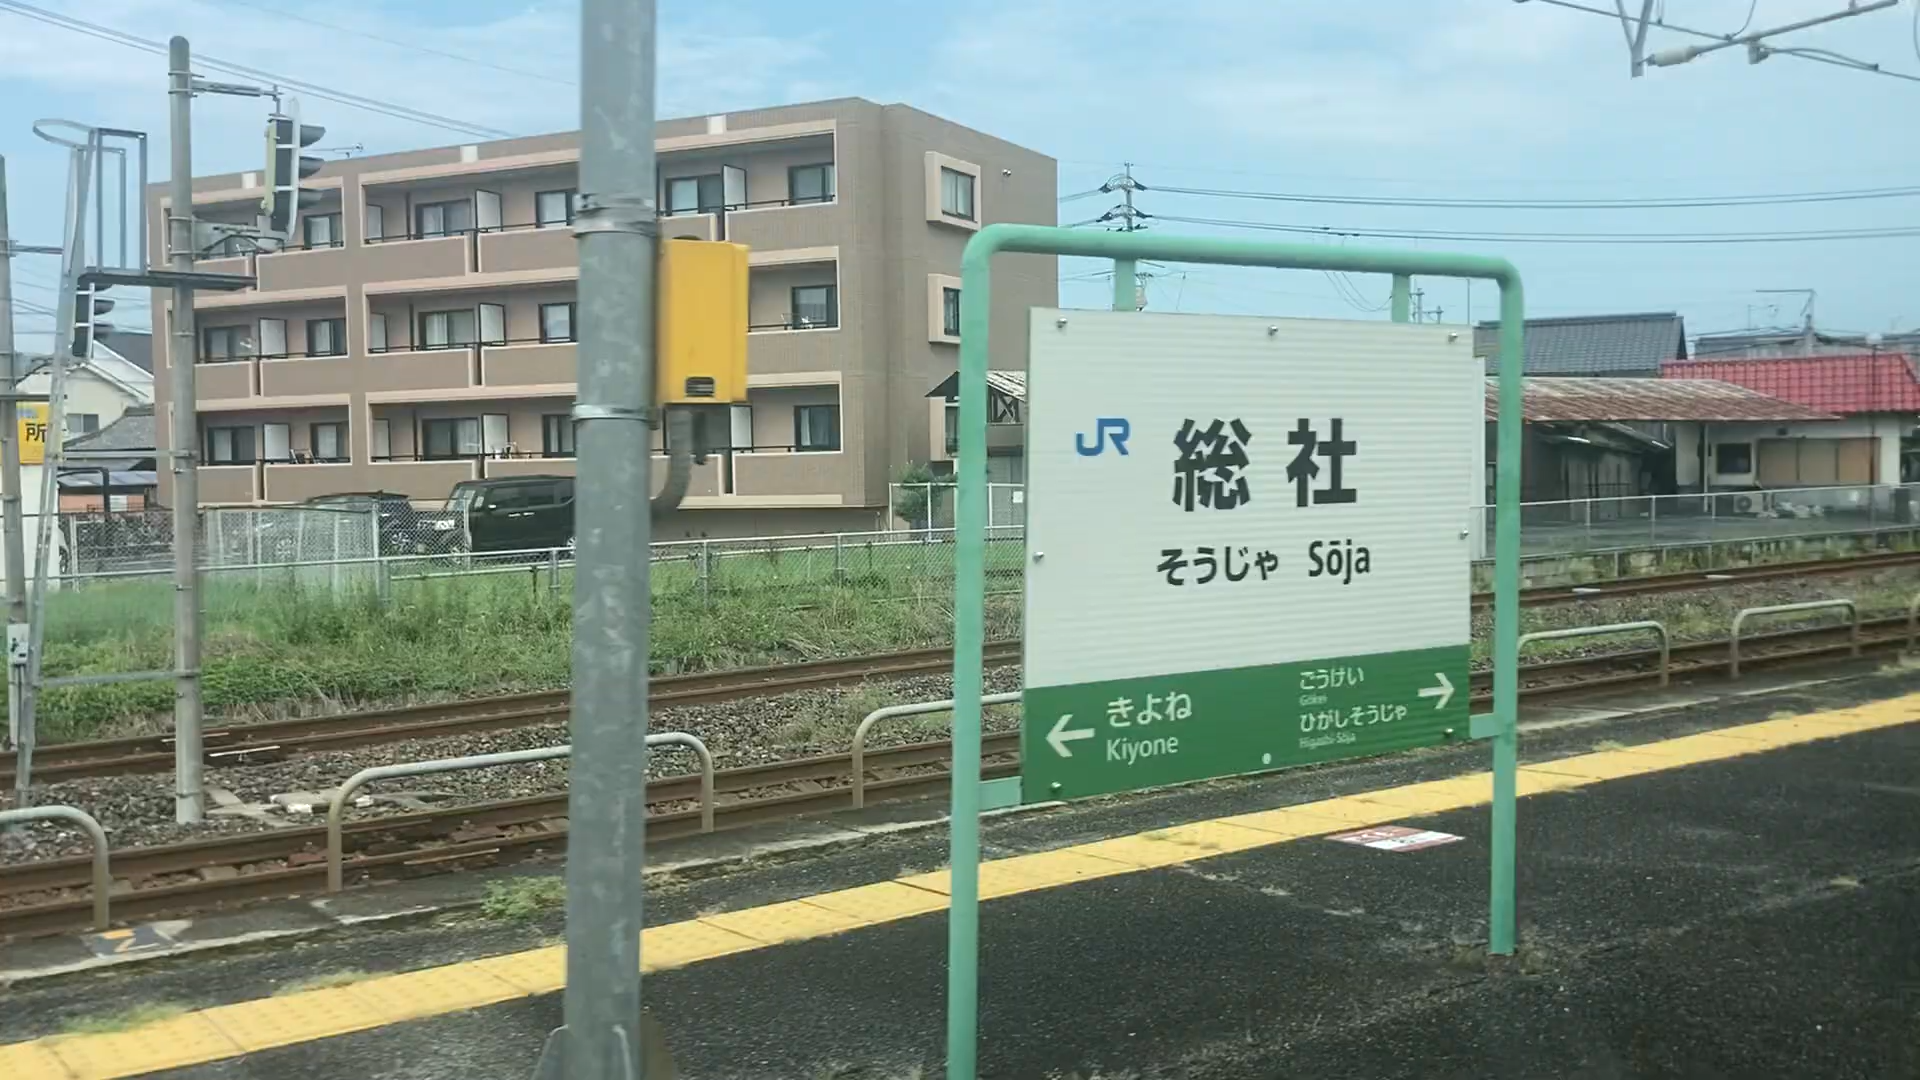 所
JR
総社
そうじゃ Sōja
きよね
Kiyone
ごうけい
Gōkei
ひがしそうじゃ
Higashi-Sōja